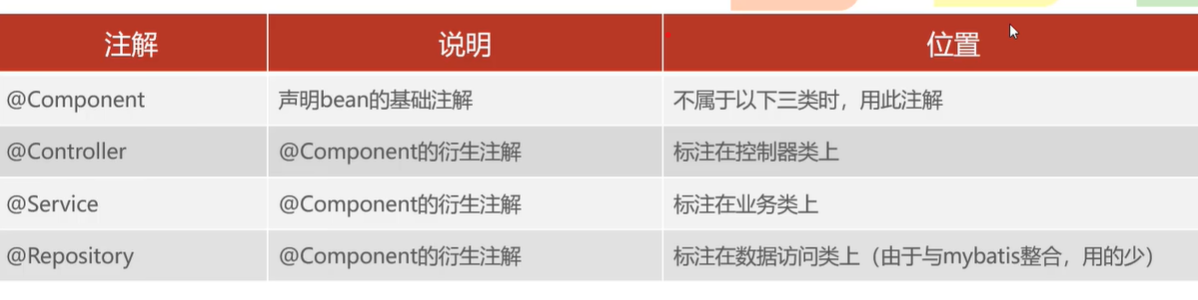 注解 说明 位置
@Component 声明bean的基础注解 不属于以下三类时，用此注解
@Controller @Component的衍生注解 标注在控制器类上
@Service @Component的衍生注解 标注在业务类上
@Repository @Component的衍生注解 标注在数据访问类上（由于与mybatis整合，用的少）